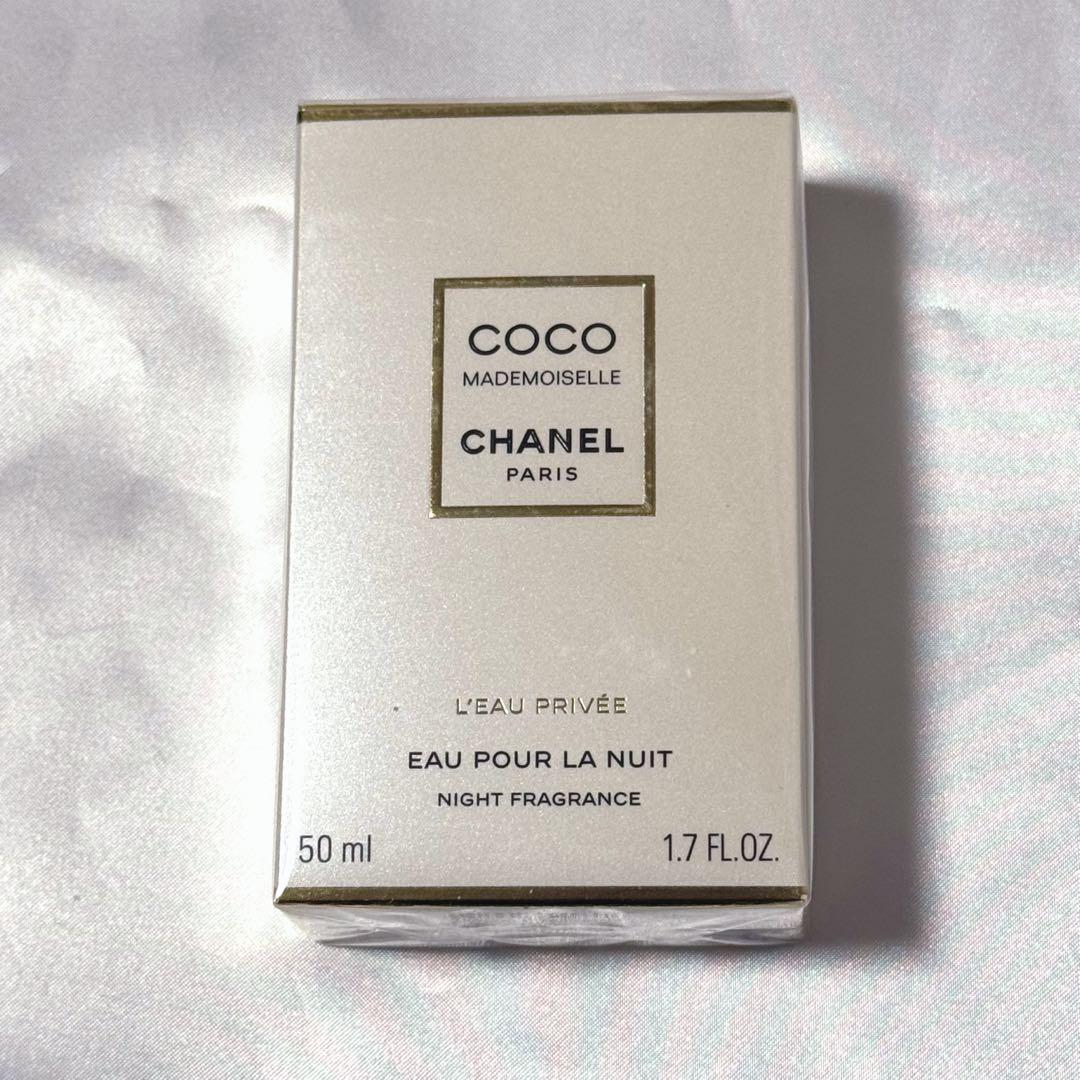 COCO
MADEMOISELLE
CHANEL
PARIS
L'EAU PRIVÉE
EAU POUR LA NUIT
NIGHT FRAGRANCE
50 ml 1.7 FL.OZ.